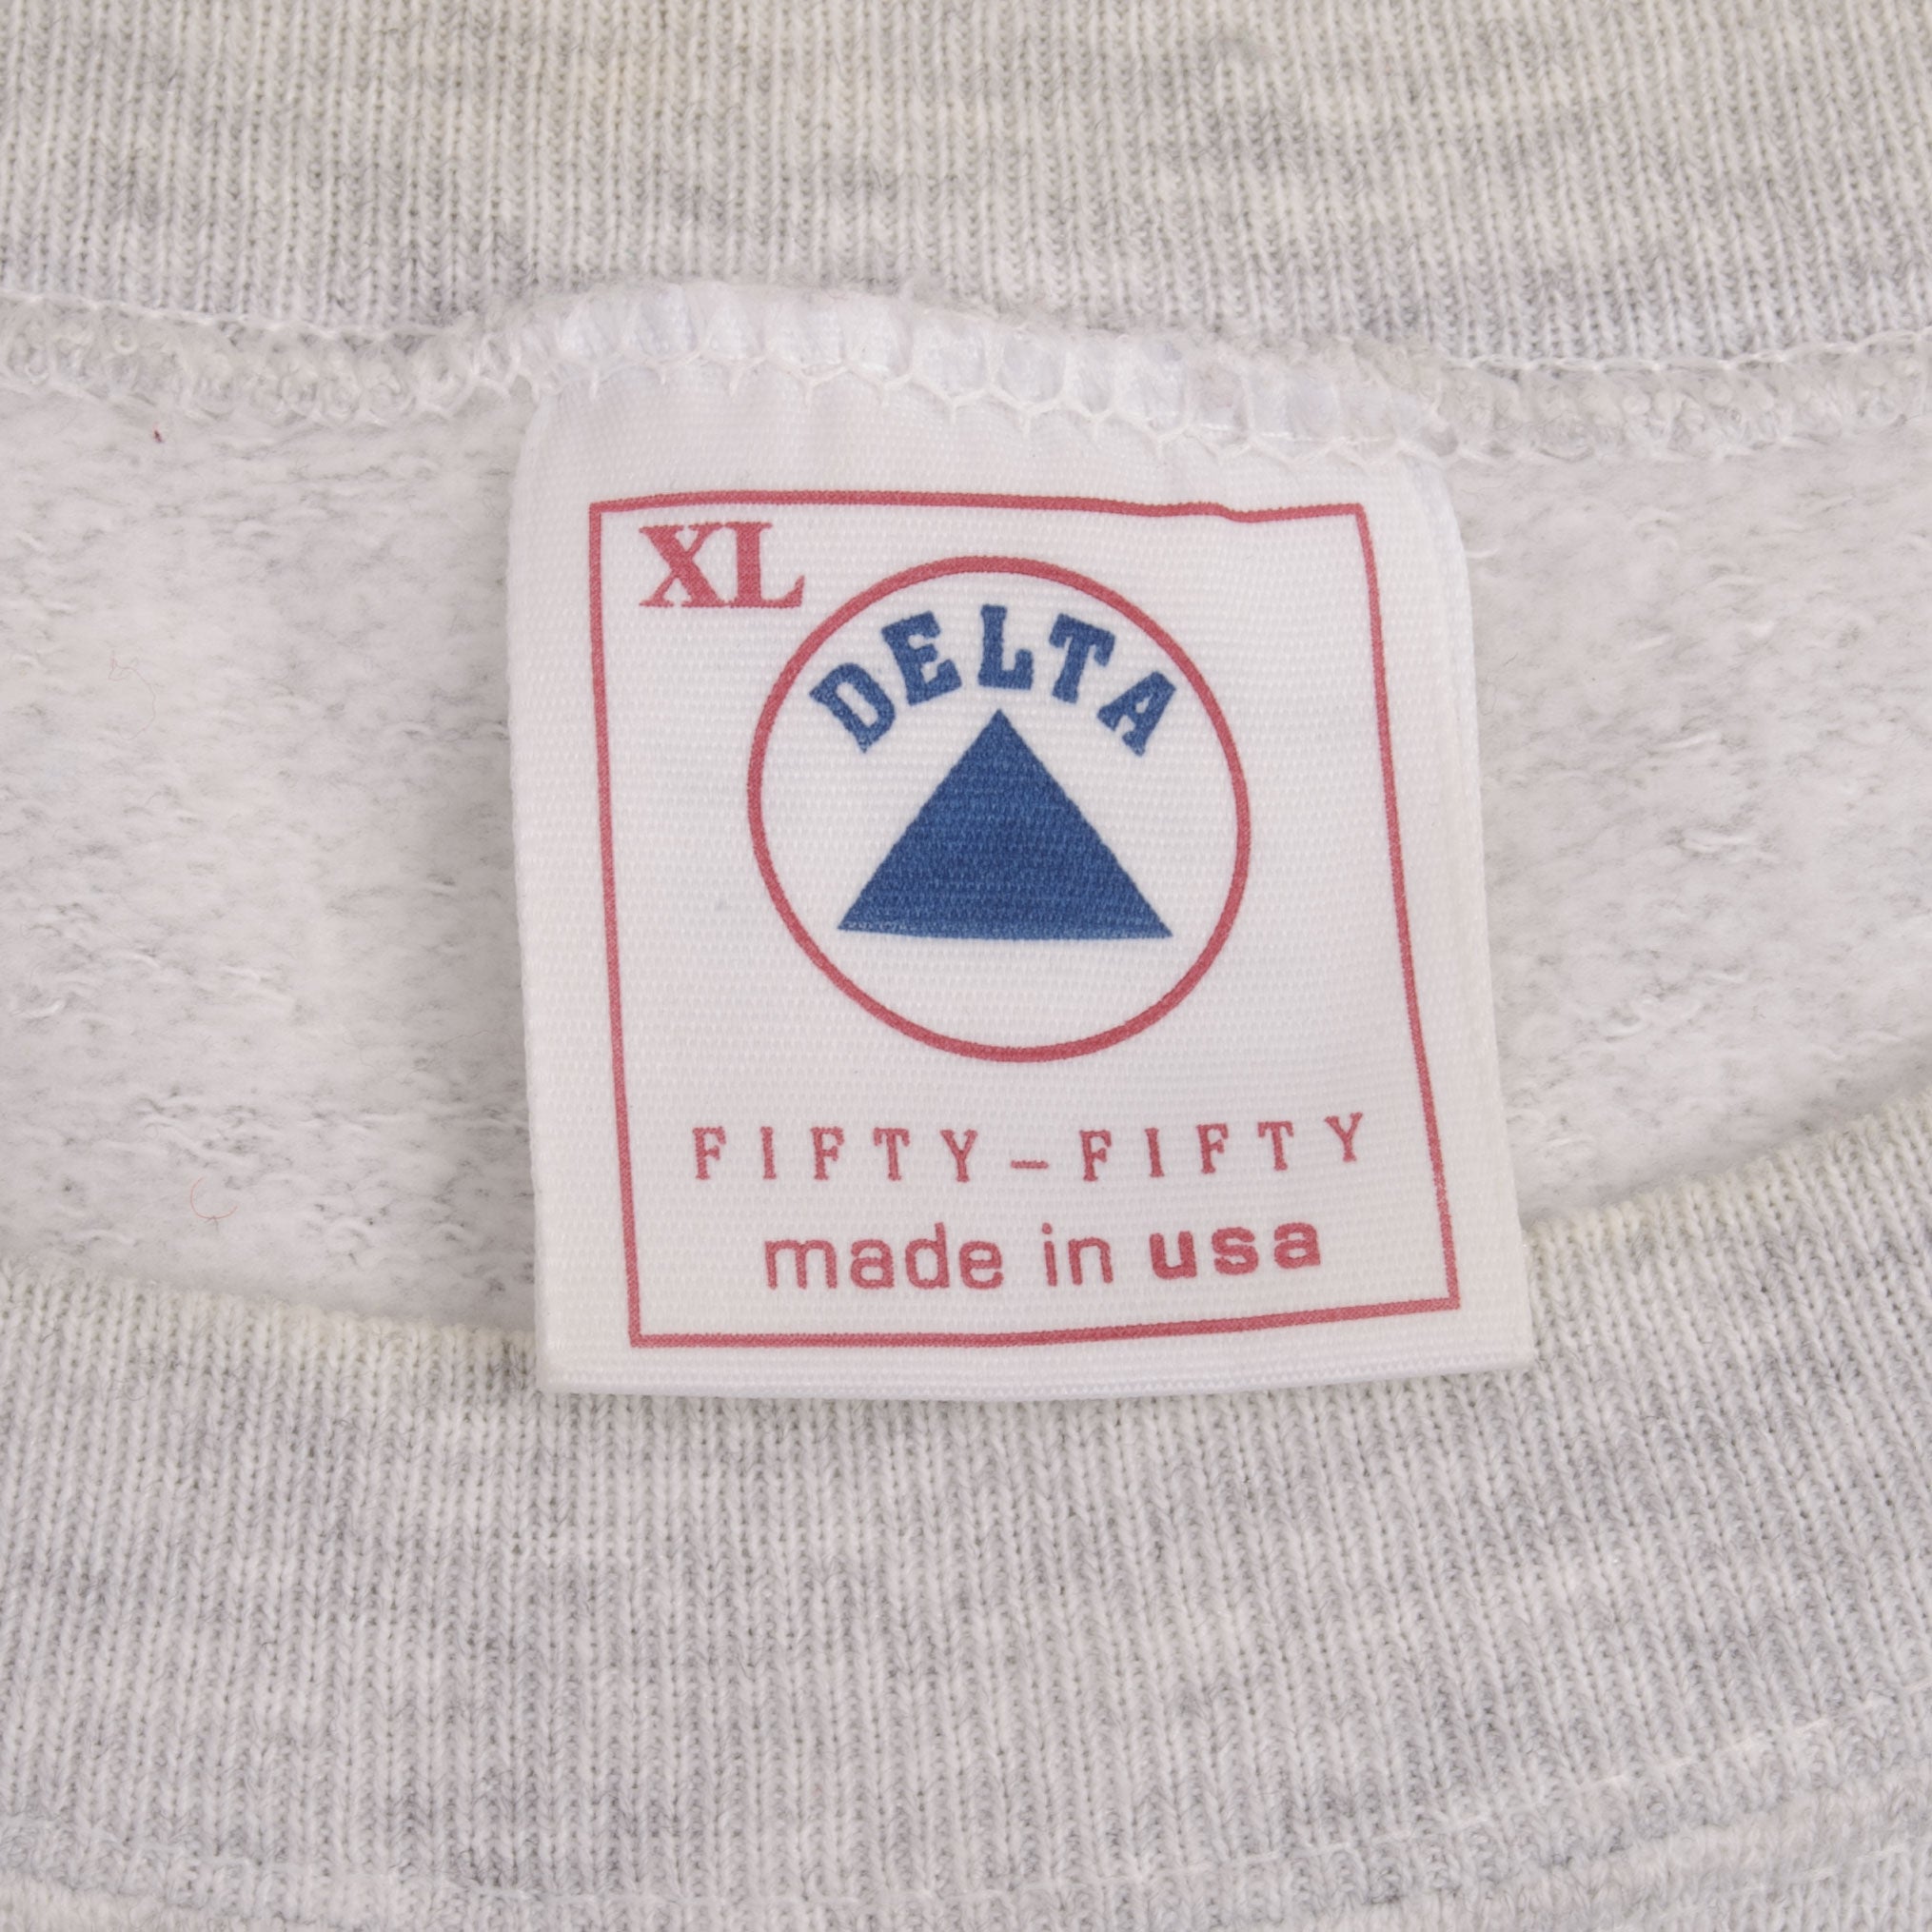 XL
DELTA
FIFTY-FIFTY
made in usa